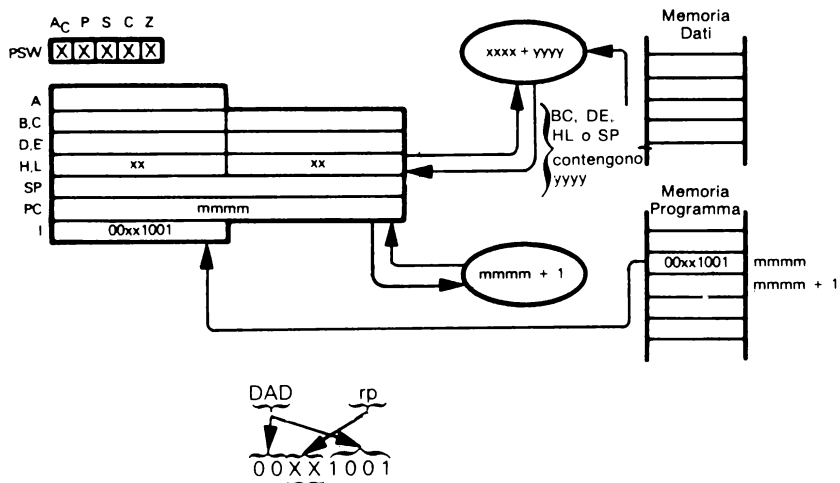 AC P S C Z
PSW X X X X X
A
B,C
D,E
H,L xx xx
SP
PC mmmm
I 00xx1001
xxxx + yyyy
BC, DE,
HL o SP
contengono
yyyy
mmmm + 1
Memoria
Dati
Memoria
Programma
00xx1001 mmmm
mmmm + 1
DAD rp
00XX1001